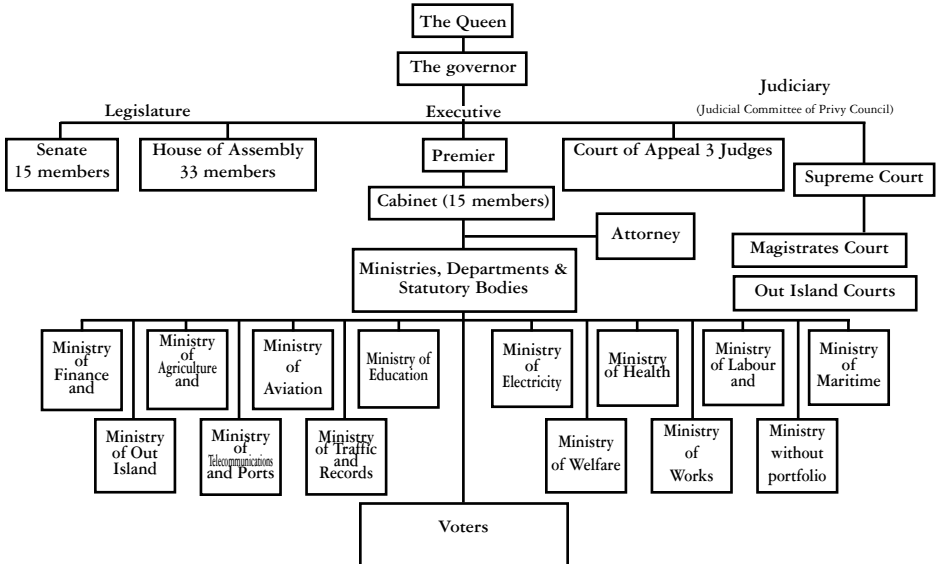 The Queen
The governor
Judiciary
(Judicial Committee of Privy Council)
Legislature
Executive
Senate
15 members
House of Assembly
33 members
Premier
Court of Appeal 3 Judges
Supreme Court
Cabinet (15 members)
Attorney
Magistrates Court
Ministries, Departments &
Statutory Bodies
Out Island Courts
Ministry
of
Finance
and
Ministry
of
Agriculture
and
Ministry
of
Aviation
Ministry of
Education
Ministry
of
Electricity
Ministry
of Health
Ministry
of Labour
and
Ministry
of
Maritime
Ministry
of Out
Island
Ministry
of
Telecommunications
and Ports
Ministry
of Traffic
and
Records
Ministry
of Welfare
Ministry
of
Works
Ministry
without
portfolio
Voters